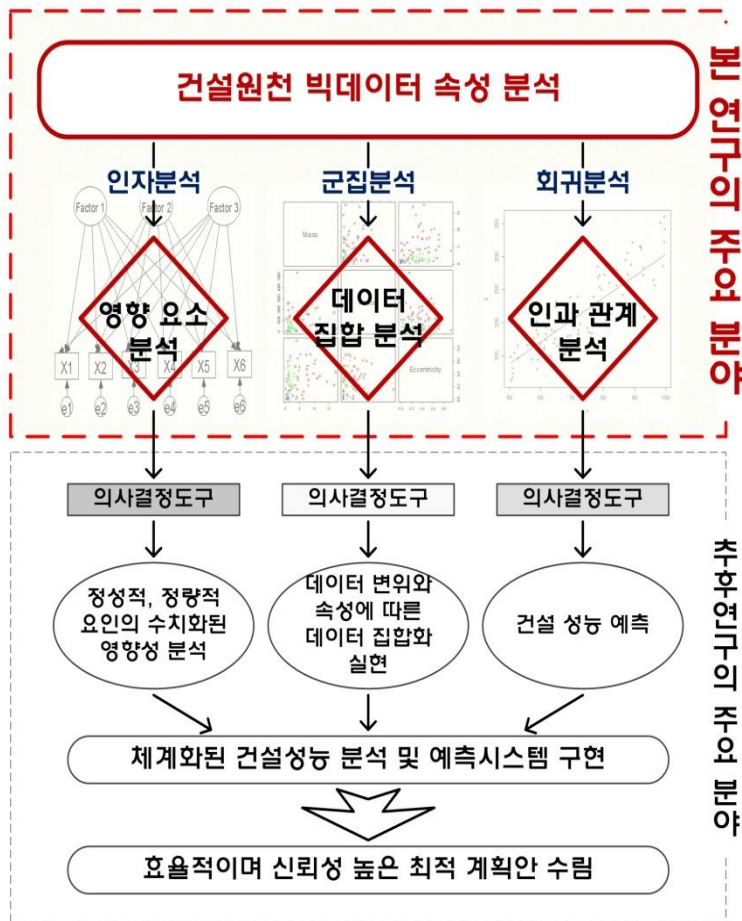 건설원천 빅데이터 속성 분석
본 연구의 주요 분야
인자분석
군집분석
회귀분석
Factor 1
Factor 2
Factor 3
Mass
영향 요소
분석
데이터
집합 분석
인과 관계
분석
X1
X2
X3
X4
X5
X6
Eccentricity
e1
e2
e3
e4
e5
e6
의사결정도구
의사결정도구
의사결정도구
추후연구의 주요 분야
정성적, 정량적
요인의 수치화된
영향성 분석
데이터 변위와
속성에 따른
데이터 집합화
실현
건설 성능 예측
체계화된 건설성능 분석 및 예측시스템 구현
효율적이며 신뢰성 높은 최적 계획안 수립